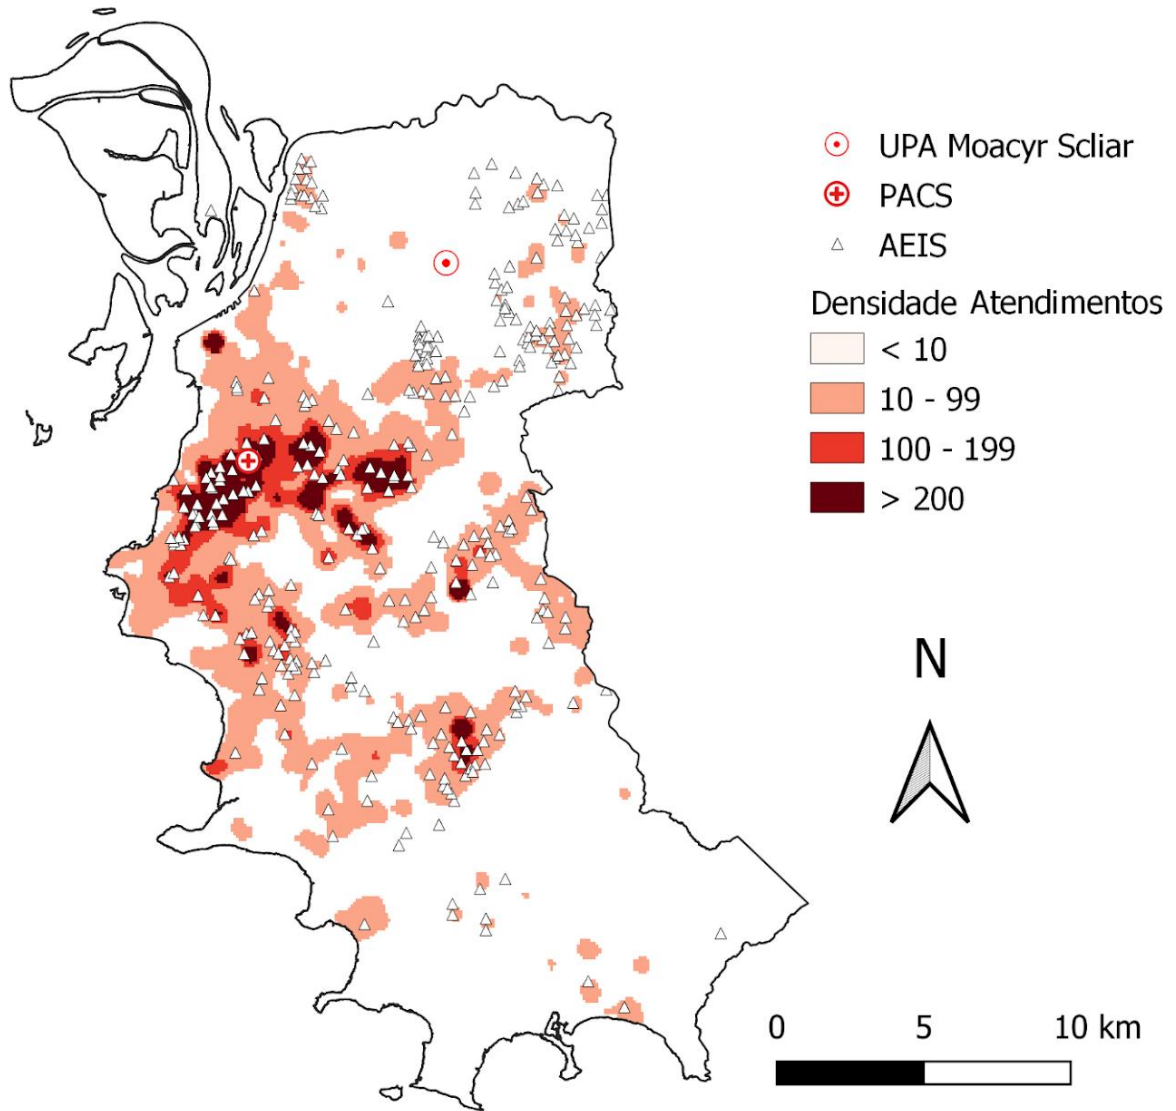 UPA Moacyr Scliar
PACS
AEIS
Densidade Atendimentos
< 10
10 - 99
100 - 199
> 200
N
0 5 10 km